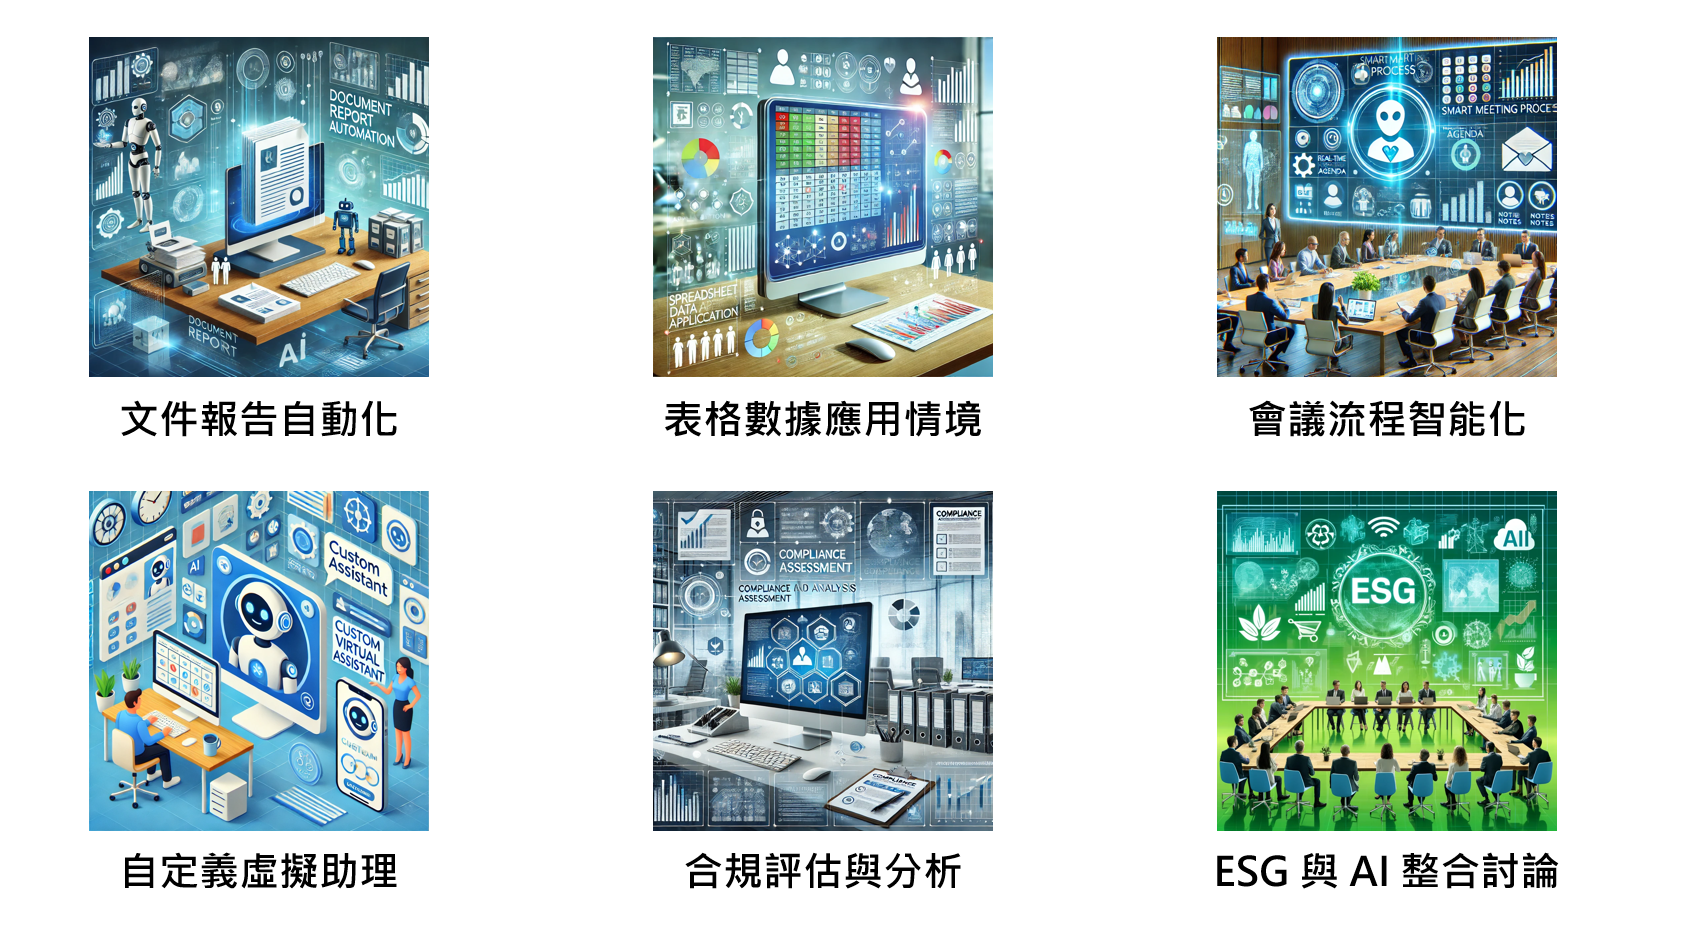 DOCUMENT
REPORT
AUTOMATION
DOCUMENT
REPORT
AI
文件報告自動化
SPREADSHEET
DATA
APPLICATION
表格數據應用情境
PROCESS
SMART MEETING PROCES
AGENDA
REAL-TIME
AGENDA
NOTES
NOTES
NOTES
會議流程智能化
Custom
Assistant
AI
CUSTOM
VIRTUAL
ASSISTANT
自定義虛擬助理
COMPLIANCE
COMPLIANCE
ASSESSMENT
COMPLIANCE AND ANALYSIS
ASSESSMENT
COMPLIANCE
合規評估與分析
AII
ESG
ESG 與 AI 整合討論